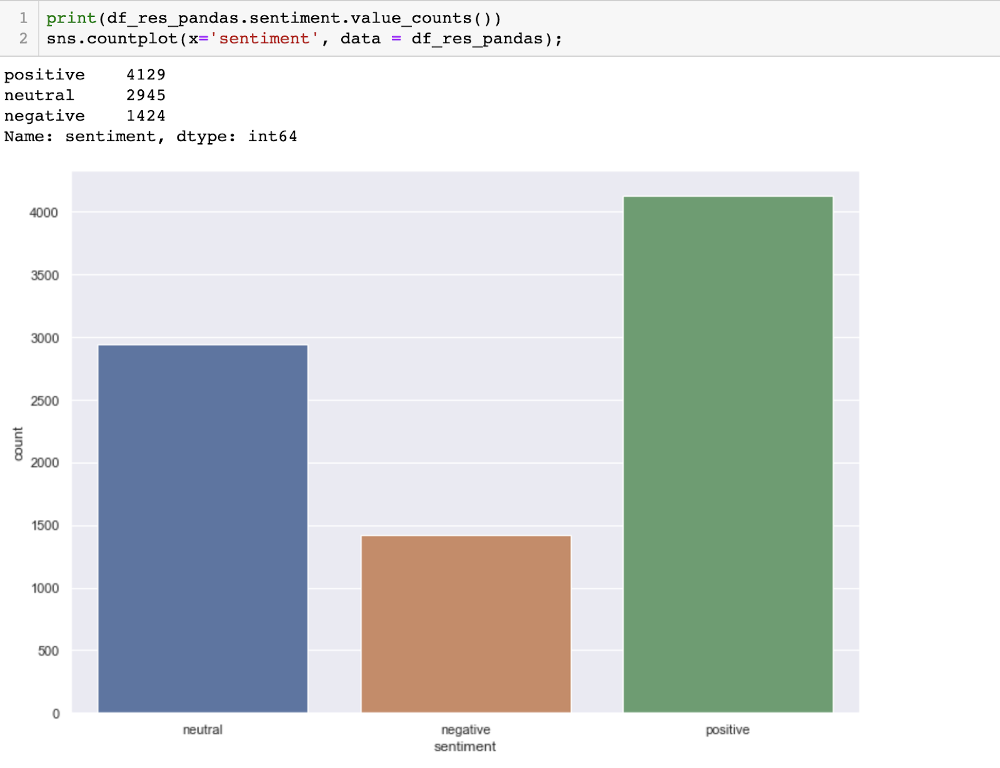 1 print(df_res_pandas.sentiment.value_counts())
2 sns.countplot(x='sentiment', data = df_res_pandas);
positive 4129
neutral 2945
negative 1424
Name: sentiment, dtype: int64
4000
3500
3000
2500
2000
1500
1000
500
0
count
neutral negative positive
sentiment